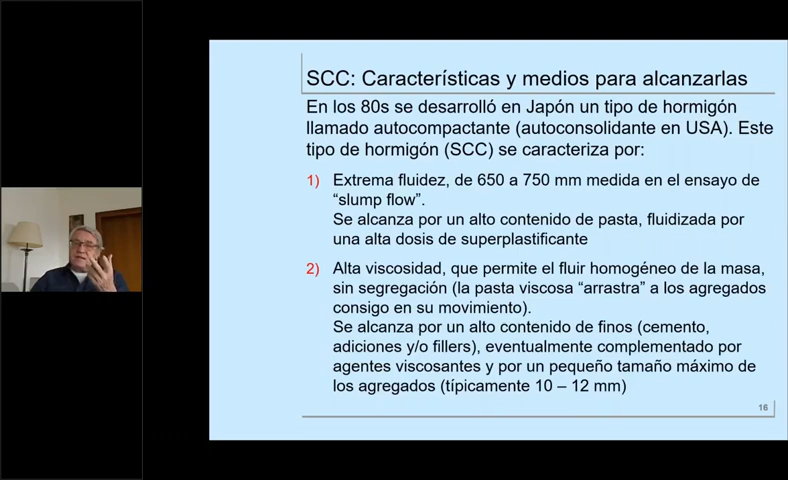 SCC: Características y medios para alcanzarlas
En los 80s se desarrolló en Japón un tipo de hormigón
llamado autocompactante (autoconsolidante en USA). Este
tipo de hormigón (SCC) se caracteriza por:
1) Extrema fluidez, de 650 a 750 mm medida en el ensayo de
“slump flow”.
Se alcanza por un alto contenido de pasta, fluidizada por
una alta dosis de superplastificante
2) Alta viscosidad, que permite el fluir homogéneo de la masa,
sin segregación (la pasta viscosa “arrastra” a los agregados
consigo en su movimiento).
Se alcanza por un alto contenido de finos (cemento,
adiciones y/o fillers), eventualmente complementado por
agentes viscosantes y por un pequeño tamaño máximo de
los agregados (típicamente 10 – 12 mm)
16